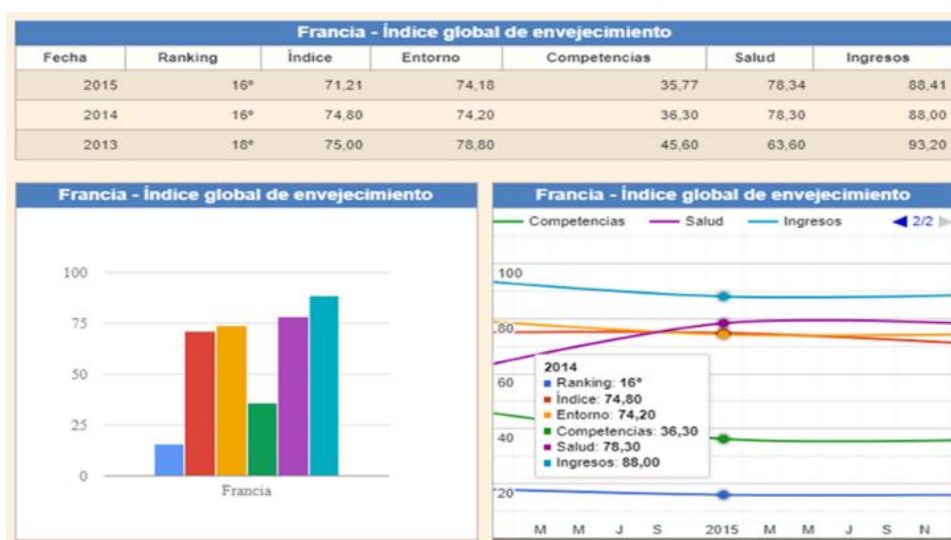 Francia - Índice global de envejecimiento
Fecha Ranking Índice Entorno Competencias Salud Ingresos
2015 16º 71,21 74,18 35,77 78,34 88,41
2014 16º 74,80 74,20 36,30 78,30 88,00
2013 18º 75,00 78,80 45,60 63,60 93,20
Francia - Índice global de envejecimiento
100
75
50
25
0
Francia
Francia - Índice global de envejecimiento
Competencias Salud Ingresos 2/2
100
80
60
40
20
2014
Ranking: 16º
Índice: 74,80
Entorno: 74,20
Competencias: 36,30
Salud: 78,30
Ingresos: 88,00
M M J S 2015 M M J S N